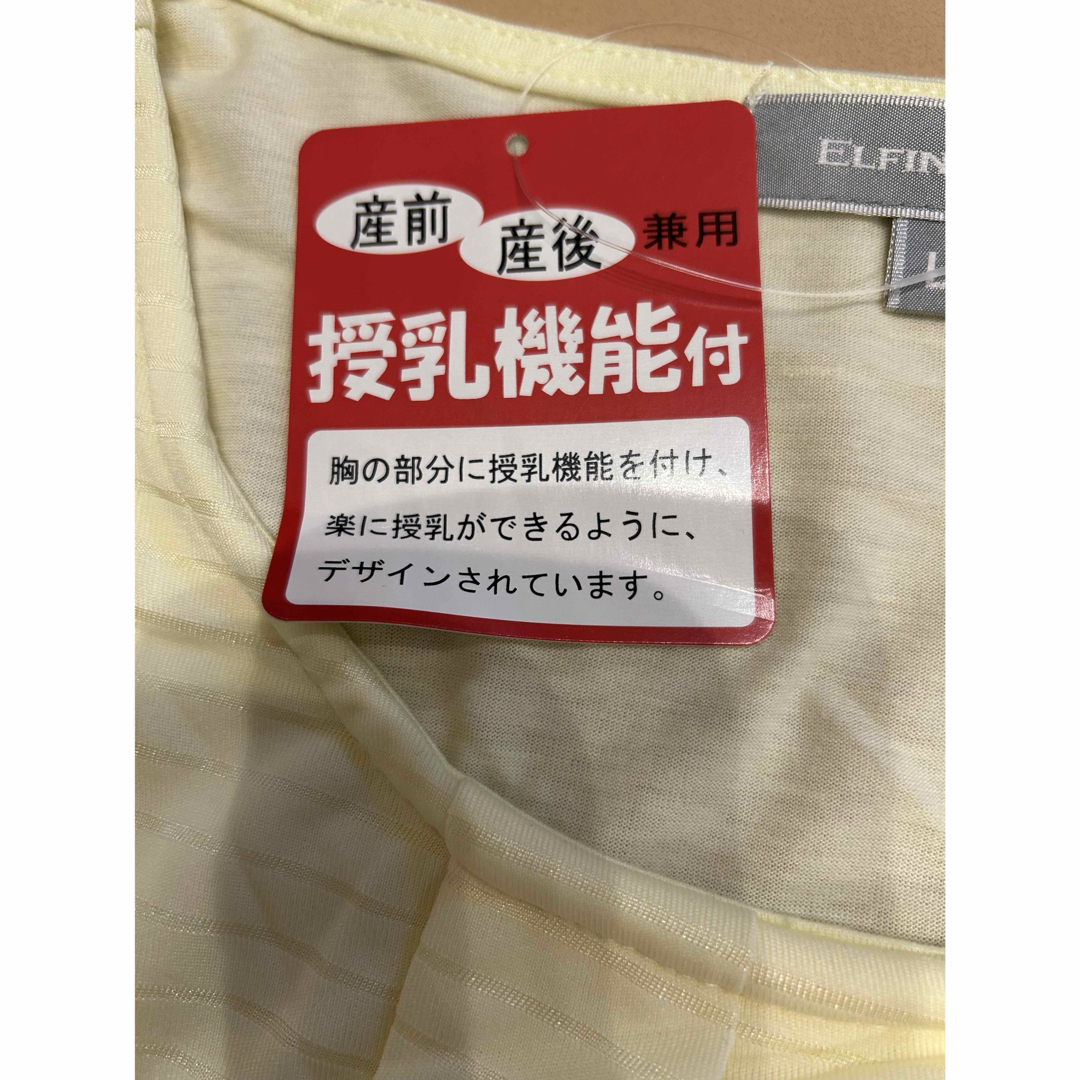 産前 産後 兼用
授乳機能付
胸の部分に授乳機能を付け、
楽に授乳ができるように、
デザインされています。
ELFIN
L